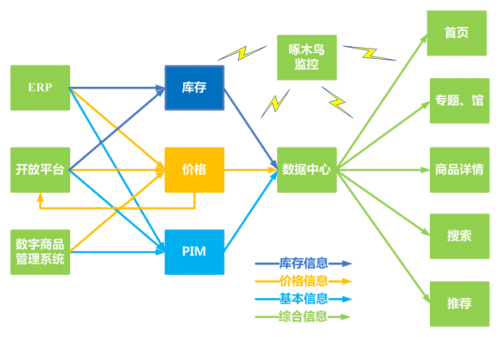 啄木鸟
监控
首页
ERP
库存
专题、馆
开放平台
价格
数据中心
商品详情
数字商品
管理系统
PIM
搜索
库存信息
价格信息
基本信息
综合信息
推荐